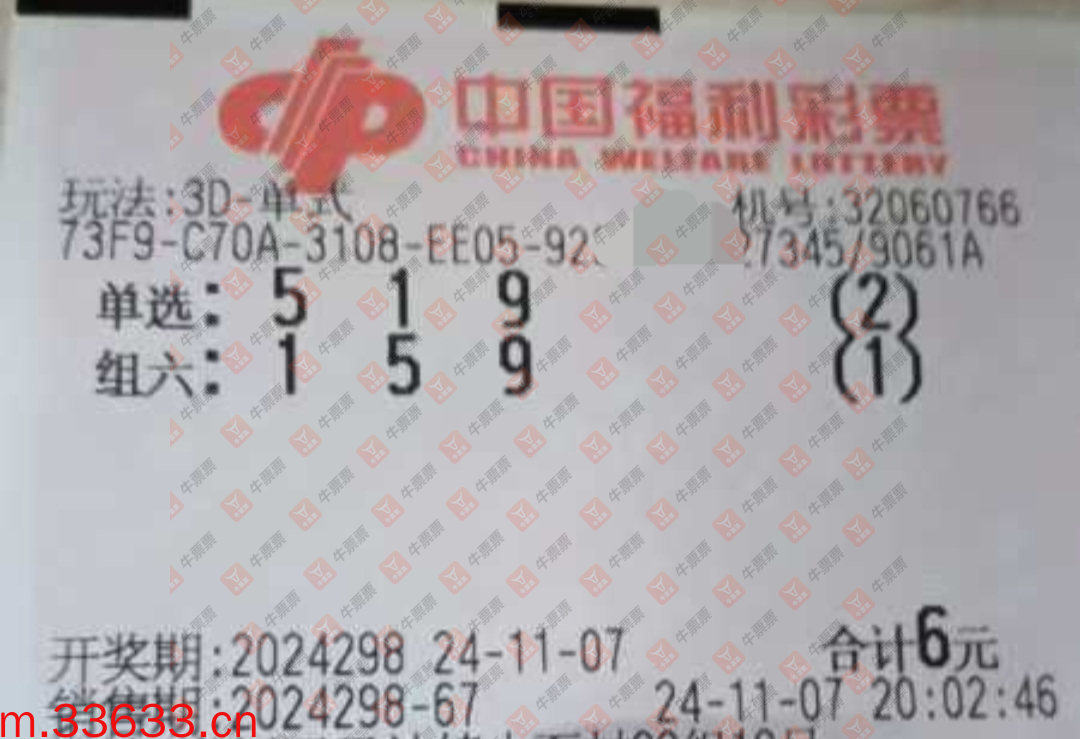 中国福利彩票
CHINA WELFARE LOTTERY
玩法:3D-单式 机号:32060766
73F9-C70A-3108-EE05-92 27345/9061A
单选: 5 1 9 (2)
组六: 1 5 9 (1)
开奖期:2024298 24-11-07 合计6元
销售期:2024298-67 24-11-07 20:02:46
m.33633.cn
牛票票